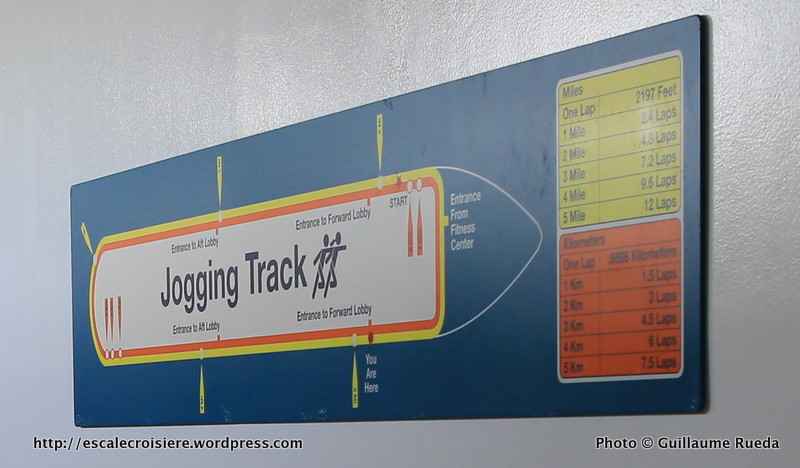 Miles
One Lap 2197 Feet
1 Mile 2.4 Laps
2 Mile 4.8 Laps
3 Mile 7.2 Laps
4 Mile 9.6 Laps
5 Mile 12 Laps
Kilometers
One Lap .6696 Kilometers
1 Km 1.5 Laps
2 Km 3 Laps
3 Km 4.5 Laps
4 Km 6 Laps
5 Km 7.5 Laps
START
Entrance to Forward Lobby
Entrance to Aft Lobby
Entrance
From
Fitness
Center
Jogging Track
Entrance to Aft Lobby
Entrance to Forward Lobby
You
Are
Here
http://escalecroisiere.wordpress.com
Photo © Guillaume Rueda